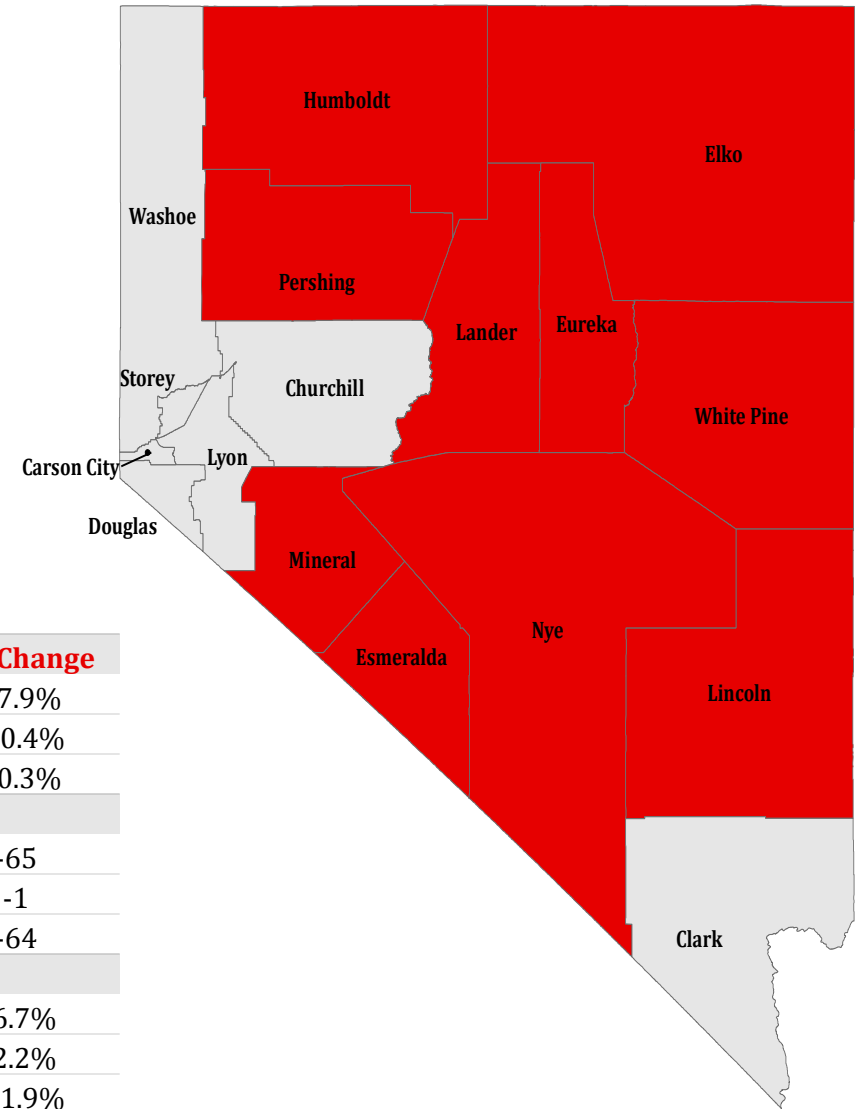 Humboldt
Elko
Washoe
Pershing
Lander
Eureka
Storey
Churchill
White Pine
Lyon
Carson City
Douglas
Mineral
Nye
Esmeralda
Lincoln
Clark
Change
7.9%
0.4%
0.3%
-65
-1
-64
6.7%
2.2%
1.9%